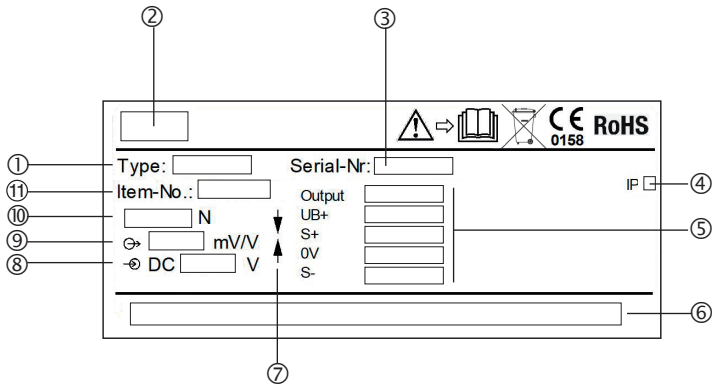 ② ③
CE 0158 RoHS
① Type: Serial-Nr:
⑪ Item-No.: IP ④
⑩ N Output
UB+
⑨ mV/V S+ ⑤
⑧ DC V 0V
S-
⑥
⑦